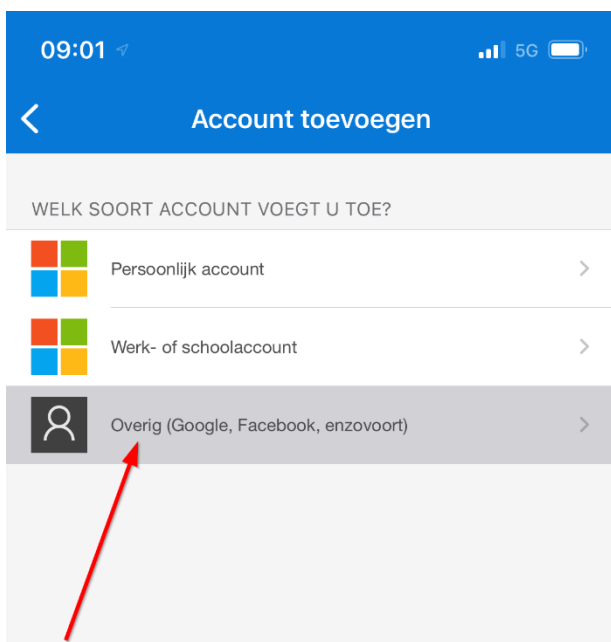 09:01 5G
Account toevoegen
WELK SOORT ACCOUNT VOEGT U TOE?
Persoonlijk account
Werk- of schoolaccount
Overig (Google, Facebook, enzovoort)